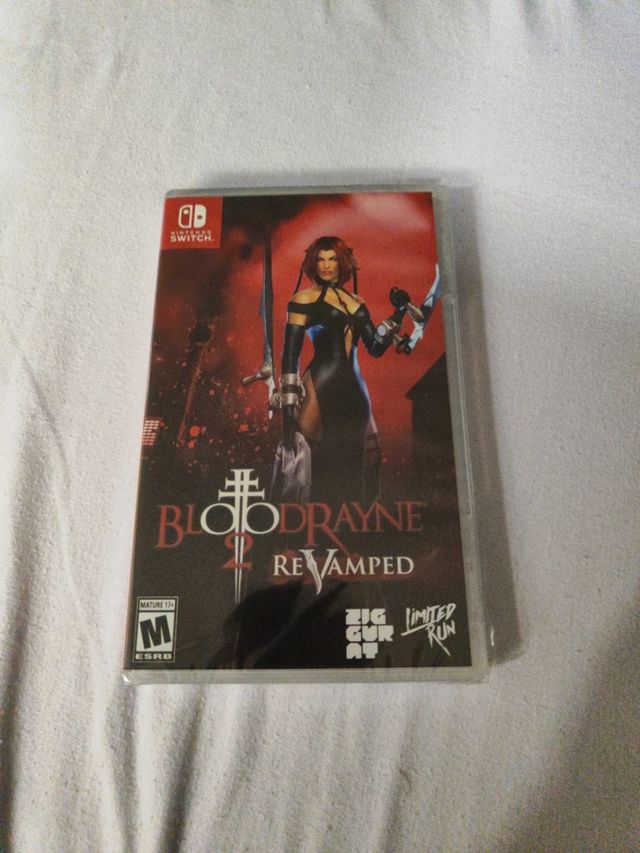 NINTENDO
SWITCH
BLOODRAYNE
2
REVAMPED
MATURE 17+
M
ESRB
ZIG
GUR
AT
LIMITED
RUN